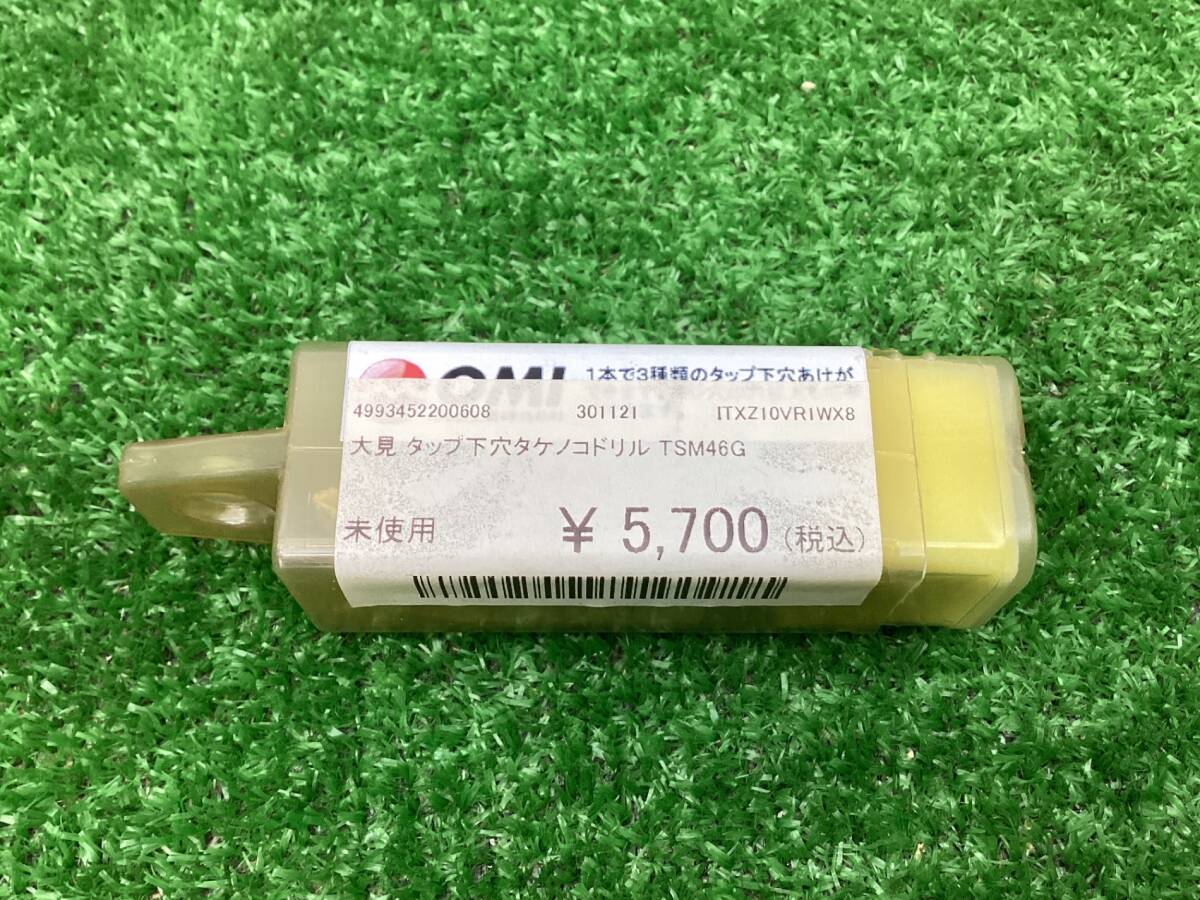 OMI 1本で3種類のタップ下穴あけが
4993452200608 301121 ITXZ10VR1WX8
大見 タップ下穴タケノコドリル TSM46G
未使用 ¥ 5,700 (税込)